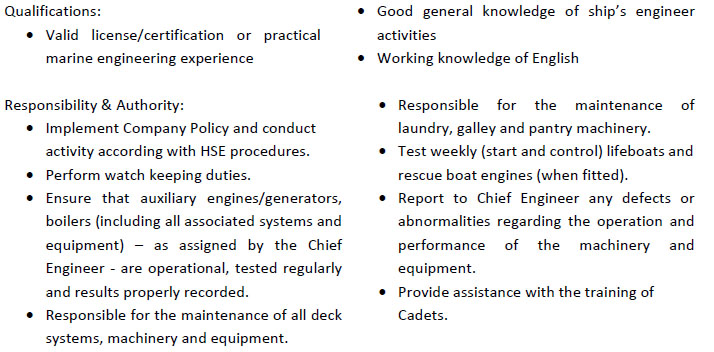 Qualifications:
• Valid license/certification or practical
marine engineering experience
• Good general knowledge of ship's engineer
activities
• Working knowledge of English
Responsibility & Authority:
• Implement Company Policy and conduct
activity according with HSE procedures.
• Perform watch keeping duties.
• Ensure that auxiliary engines/generators,
boilers (including all associated systems and
equipment) – as assigned by the Chief
Engineer - are operational, tested regularly
and results properly recorded.
• Responsible for the maintenance of all deck
systems, machinery and equipment.
• Responsible for the maintenance of
laundry, galley and pantry machinery.
• Test weekly (start and control) lifeboats and
rescue boat engines (when fitted).
• Report to Chief Engineer any defects or
abnormalities regarding the operation and
performance of the machinery and
equipment.
• Provide assistance with the training of
Cadets.